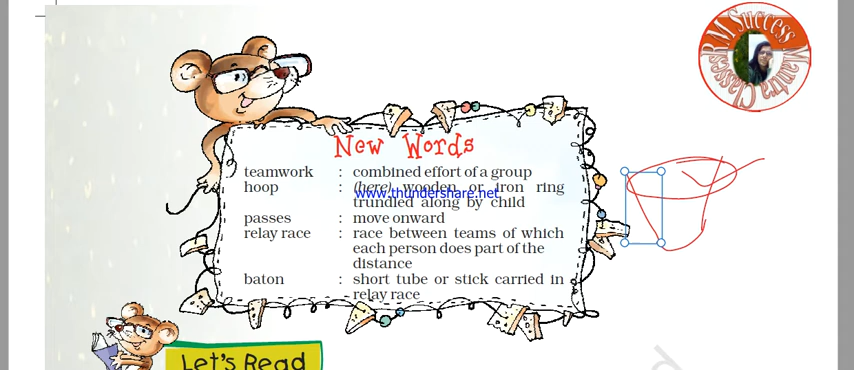 RM Success Mantra Classes
New Words
teamwork : combined effort of a group
hoop : (here) wooden or iron ring
trundled along by child
www.thundershare.net
passes : move onward
relay race : race between teams of which
each person does part of the
distance
baton : short tube or stick carried in
relay race
Let's Read